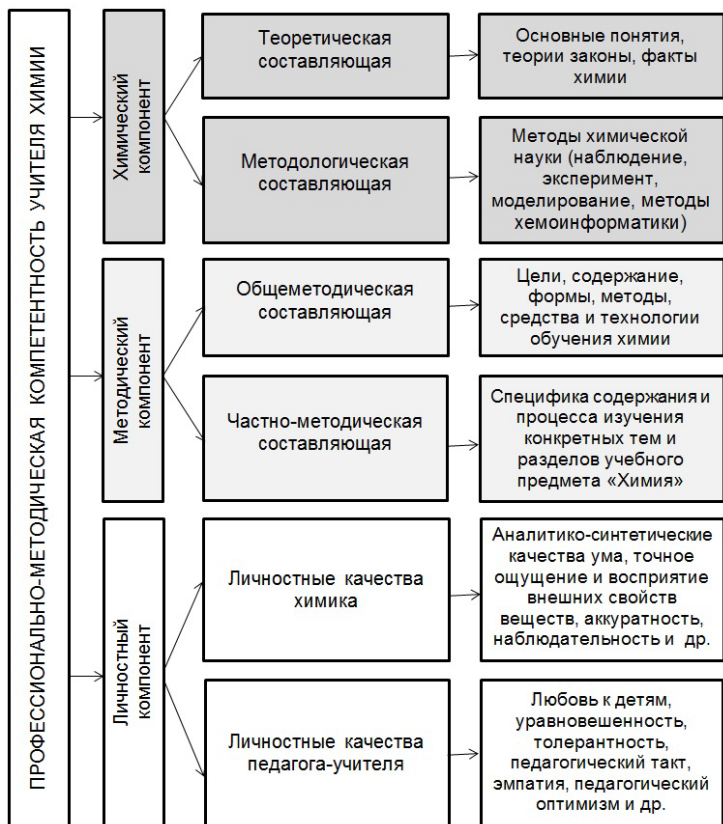 ПРОФЕССИОНАЛЬНО-МЕТОДИЧЕСКАЯ КОМПЕТЕНТНОСТЬ УЧИТЕЛЯ ХИМИИ
Химический
компонент
Теоретическая
составляющая
Основные понятия,
теории законы, факты
химии
Методологическая
составляющая
Методы химической
науки (наблюдение,
эксперимент,
моделирование, методы
хемоинформатики)
Методический
компонент
Общеметодическая
составляющая
Цели, содержание,
формы, методы,
средства и технологии
обучения химии
Частно-методическая
составляющая
Специфика содержания и
процесса изучения
конкретных тем и
разделов учебного
предмета «Химия»
Личностный
компонент
Личностные качества
химика
Аналитико-синтетические
качества ума, точное
ощущение и восприятие
внешних свойств
веществ, аккуратность,
наблюдательность и др.
Личностные качества
педагога-учителя
Любовь к детям,
уравновешенность,
толерантность,
педагогический такт,
эмпатия, педагогический
оптимизм и др.